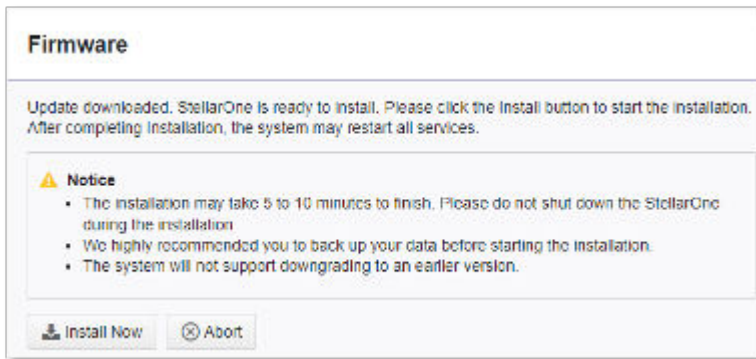 Firmware
Update downloaded. StellarOne is ready to install. Please click the Install button to start the installation.
After completing Installation, the system may restart all services.
Notice
• The installation may take 5 to 10 minutes to finish. Please do not shut down the StellarOne
during the installation
• We highly recommended you to back up your data before starting the installation.
• The system will not support downgrading to an earlier version.
Install Now Abort